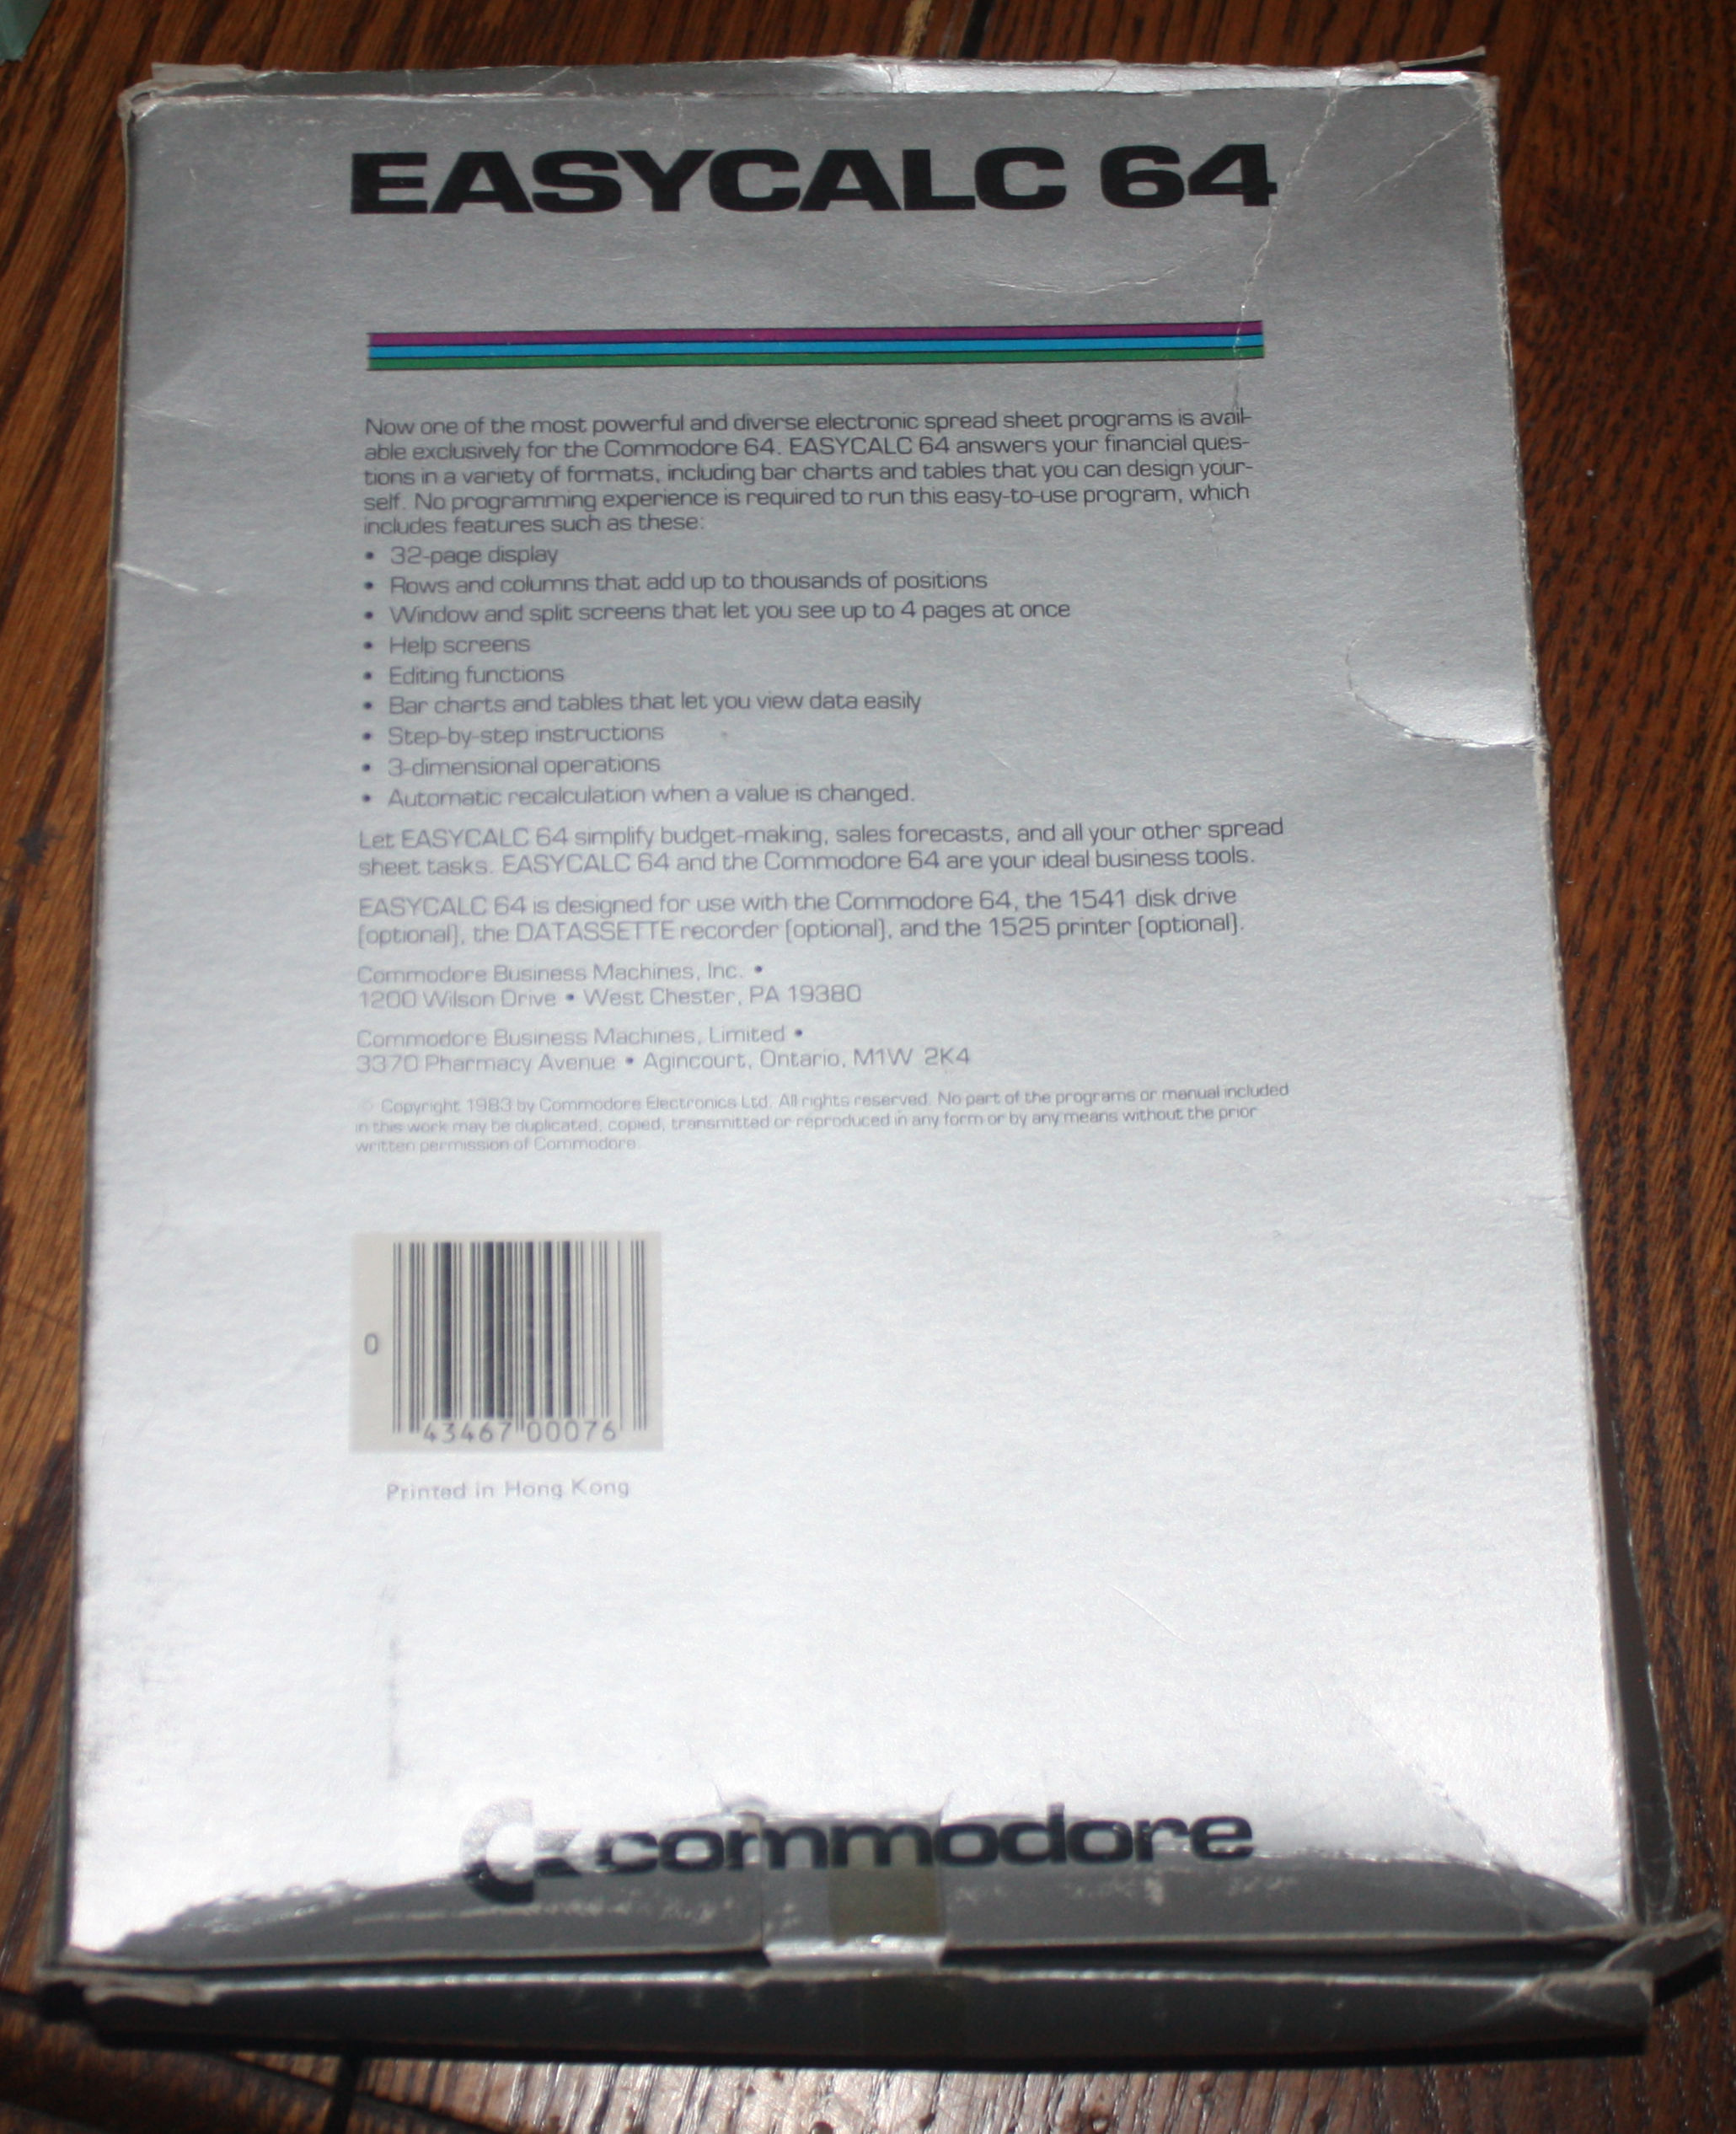 EASYCALC 64
Now one of the most powerful and diverse electronic spread sheet programs is avail-
able exclusively for the Commodore 64. EASYCALC 64 answers your financial ques-
tions in a variety of formats, including bar charts and tables that you can design your-
self. No programming experience is required to run this easy-to-use program, which
includes features such as these:
• 32-page display
• Rows and columns that add up to thousands of positions
• Window and split screens that let you see up to 4 pages at once
• Help screens
• Editing functions
• Bar charts and tables that let you view data easily
• Step-by-step instructions
• 3-dimensional operations
• Automatic recalculation when a value is changed.
Let EASYCALC 64 simplify budget-making, sales forecasts, and all your other spread
sheet tasks. EASYCALC 64 and the Commodore 64 are your ideal business tools.
EASYCALC 64 is designed for use with the Commodore 64, the 1541 disk drive
(optional), the DATASSETTE recorder (optional), and the 1525 printer (optional).
Commodore Business Machines, Inc. •
1200 Wilson Drive • West Chester, PA 19380
Commodore Business Machines, Limited •
3370 Pharmacy Avenue • Agincourt, Ontario, M1W 2K4
© Copyright 1983 by Commodore Electronics Ltd. All rights reserved. No part of the programs or manual included
in this work may be duplicated, copied, transmitted or reproduced in any form or by any means without the prior
written permission of Commodore.
0 43467 00076
Printed in Hong Kong
commodore